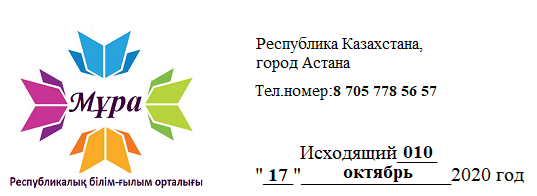 Мұра
Республикалық білім-ғылым орталығы
Республика Казахстана,
город Астана
Тел.номер:8 705 778 56 57
Исходящий 010
" 17 " октябрь 2020 год